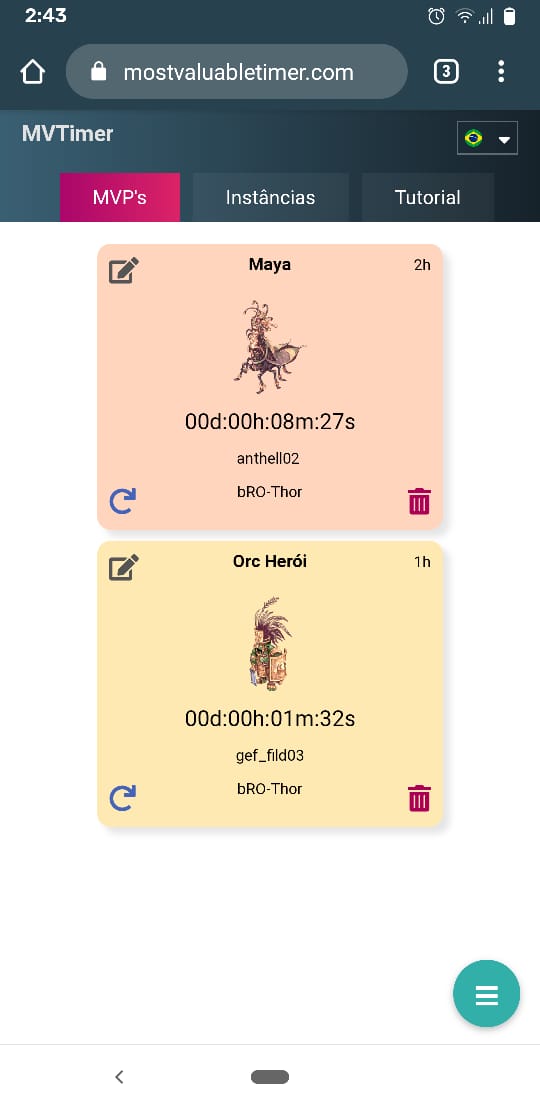 2:43
mostvaluabletimer.com
3
MVTimer
MVP's
Instâncias
Tutorial
Maya
2h
00d:00h:08m:27s
anthell02
bRO-Thor
Orc Herói
1h
00d:00h:01m:32s
gef_fild03
bRO-Thor